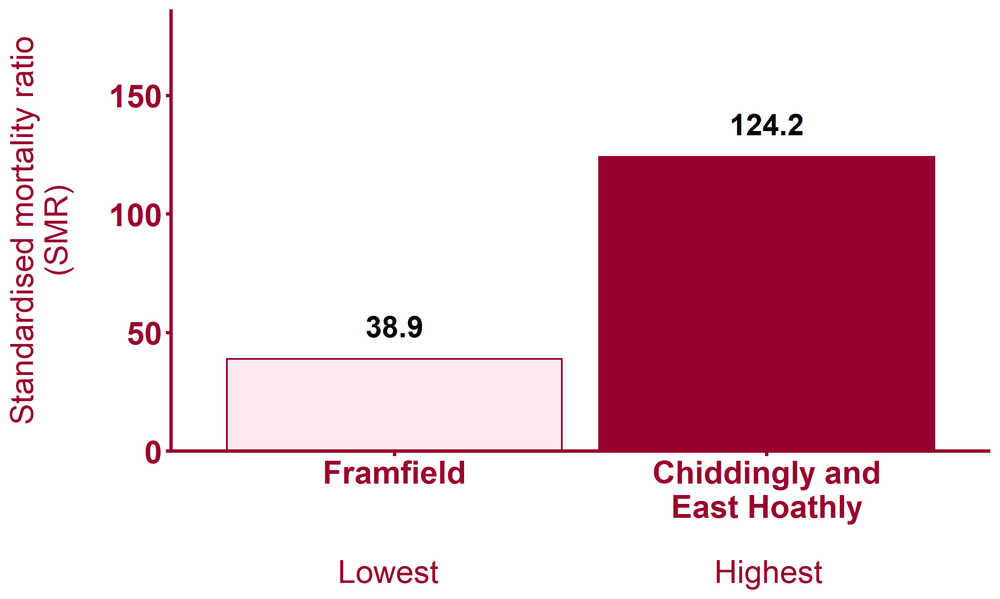 Standardised mortality ratio
(SMR)
150
100
50
0
38.9
124.2
Framfield
Chiddingly and
East Hoathly
Lowest
Highest